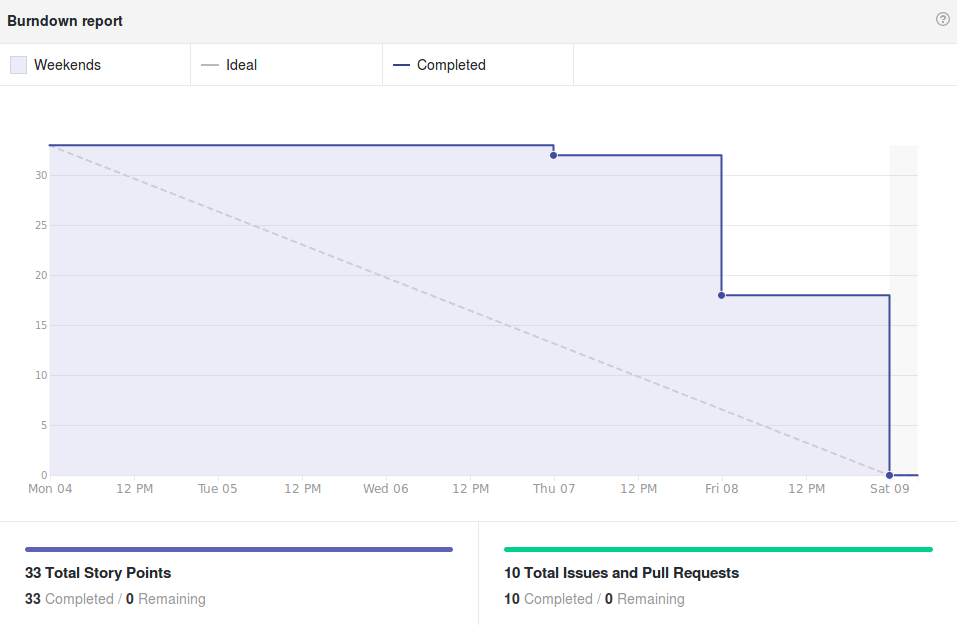 Burndown report
?
Weekends
Ideal
Completed
30
25
20
15
10
5
0
Mon 04 12 PM Tue 05 12 PM Wed 06 12 PM Thu 07 12 PM Fri 08 12 PM Sat 09
33 Total Story Points
33 Completed / 0 Remaining
10 Total Issues and Pull Requests
10 Completed / 0 Remaining